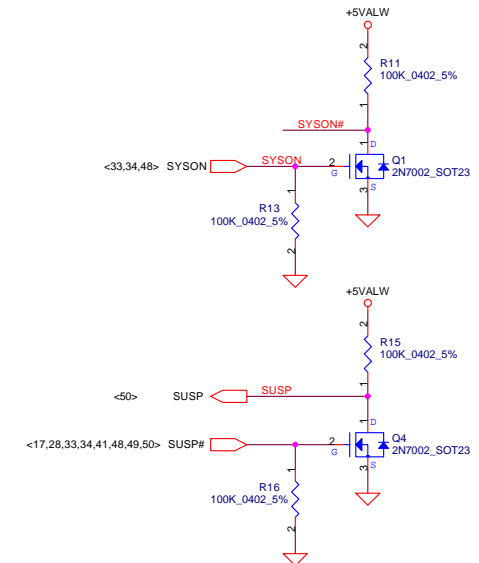 +5VALW
2
R11
100K_0402_5%
1
SYSON#
1
D
<33,34,48> SYSON
SYSON
2
G
Q1
2N7002_SOT23
3
S
1
R13
100K_0402_5%
2
+5VALW
2
R15
100K_0402_5%
1
<50> SUSP
SUSP
1
D
<17,28,33,34,41,48,49,50> SUSP#
2
G
Q4
2N7002_SOT23
3
S
1
R16
100K_0402_5%
2